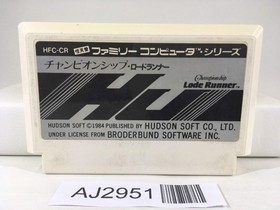 HFC-CR ファミリー コンピュータ™・シリーズ
チャンピオンシップ・ロードランナー
Championship
Lode Runner™
HUDSON SOFT ©1984 PUBLISHED BY HUDSON SOFT CO., LTD.
UNDER LICENSE FROM BRODERBUND SOFTWARE INC.
AJ2951